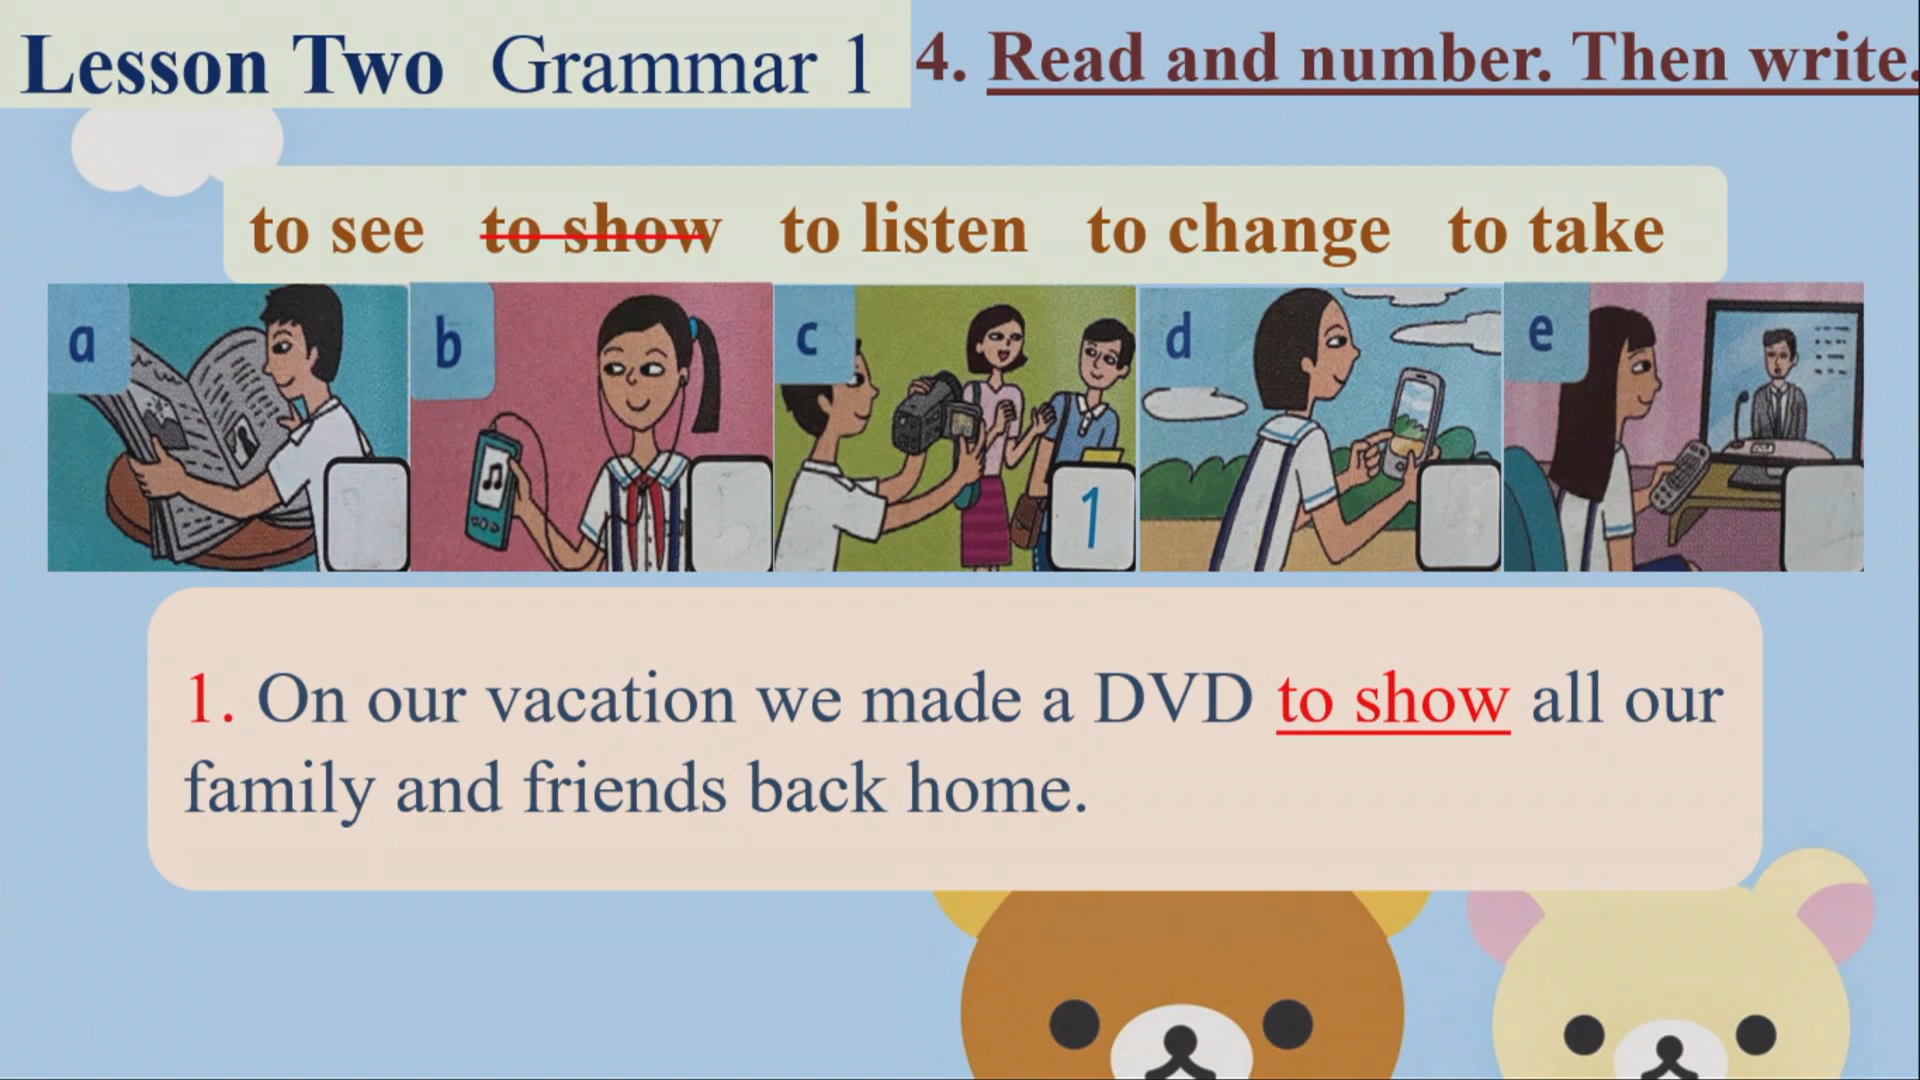 Lesson Two Grammar 1
4. Read and number. Then write.
to see to show to listen to change to take
a
b
c
d
e
1
1. On our vacation we made a DVD to show all our
family and friends back home.